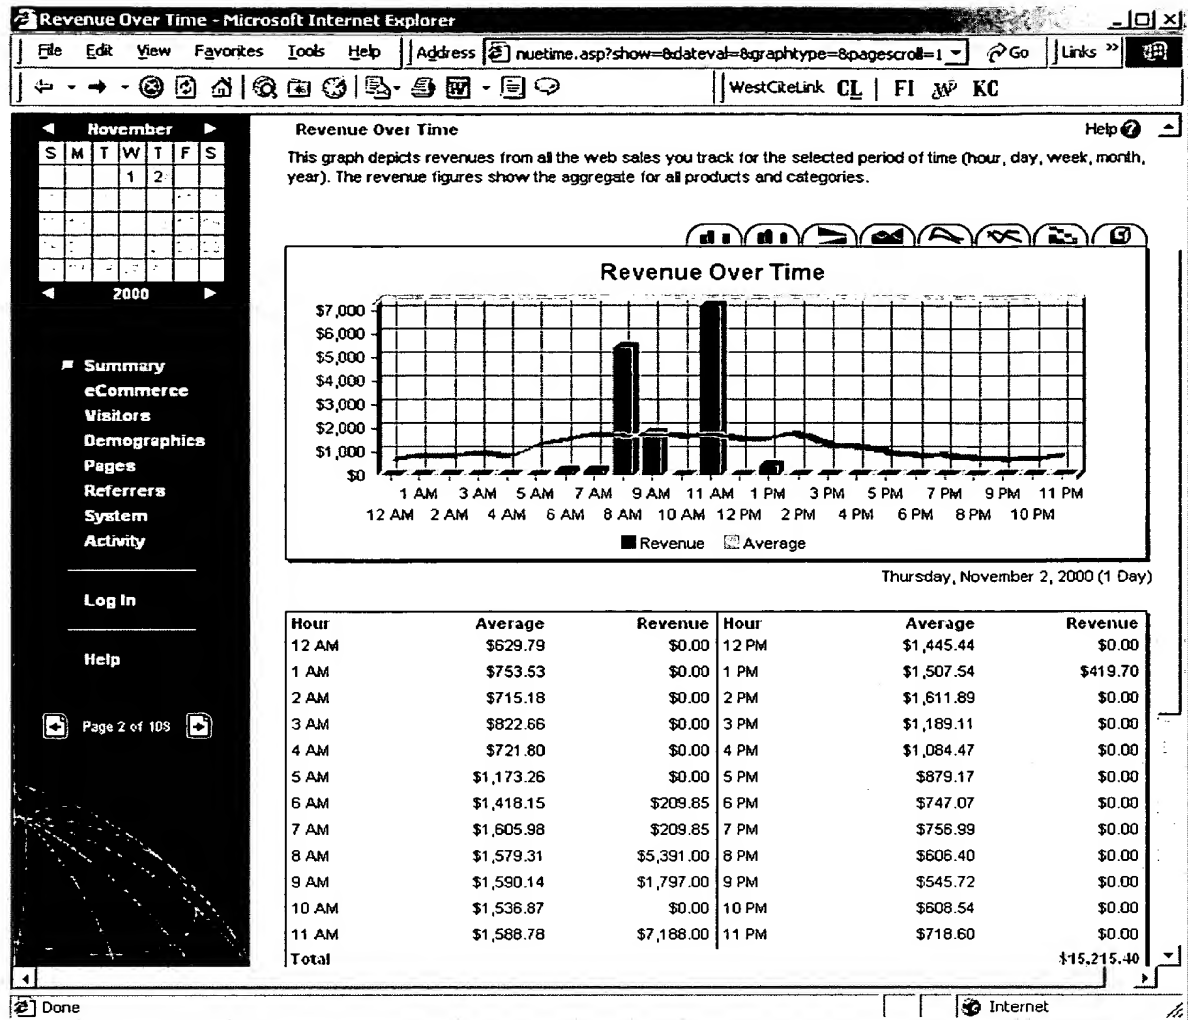 Revenue Over Time - Microsoft Internet Explorer
File Edit View Favorites Tools Help Address nuetime.asp?show=&dateval=&graphtype=&pagescroll=1 Go Links »
WestCiteLink CL | FI WP KC
November
S M T W T F S
1 2
2000
Summary
eCommerce
Visitors
Demographics
Pages
Referrers
System
Activity
Log In
Help
Page 2 of 108
Revenue Over Time
Help
This graph depicts revenues from all the web sales you track for the selected period of time (hour, day, week, month,
year). The revenue figures show the aggregate for all products and categories.
Revenue Over Time
$7,000
$6,000
$5,000
$4,000
$3,000
$2,000
$1,000
$0
1 AM 3 AM 5 AM 7 AM 9 AM 11 AM 1 PM 3 PM 5 PM 7 PM 9 PM 11 PM
12 AM 2 AM 4 AM 6 AM 8 AM 10 AM 12 PM 2 PM 4 PM 6 PM 8 PM 10 PM
Revenue Average
Thursday, November 2, 2000 (1 Day)
Hour Average Revenue Hour Average Revenue
12 AM $629.79 $0.00 12 PM $1,445.44 $0.00
1 AM $753.53 $0.00 1 PM $1,507.54 $419.70
2 AM $715.18 $0.00 2 PM $1,611.89 $0.00
3 AM $822.66 $0.00 3 PM $1,189.11 $0.00
4 AM $721.80 $0.00 4 PM $1,084.47 $0.00
5 AM $1,173.26 $0.00 5 PM $879.17 $0.00
6 AM $1,418.15 $209.85 6 PM $747.07 $0.00
7 AM $1,605.98 $209.85 7 PM $756.99 $0.00
8 AM $1,579.31 $5,391.00 8 PM $606.40 $0.00
9 AM $1,590.14 $1,797.00 9 PM $545.72 $0.00
10 AM $1,536.87 $0.00 10 PM $608.54 $0.00
11 AM $1,588.78 $7,188.00 11 PM $718.60 $0.00
Total $15,215.40
Done
Internet